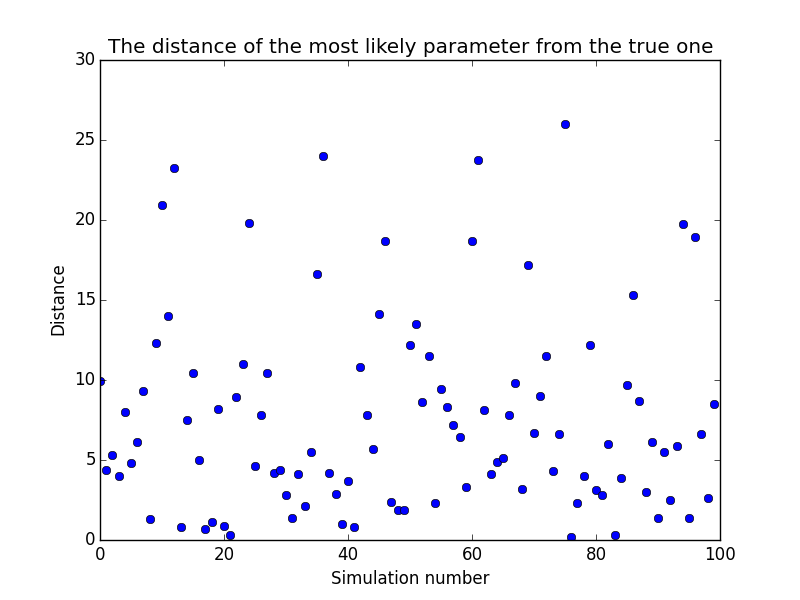 The distance of the most likely parameter from the true one
30
25
20
15
10
5
0
Distance
0 20 40 60 80 100
Simulation number